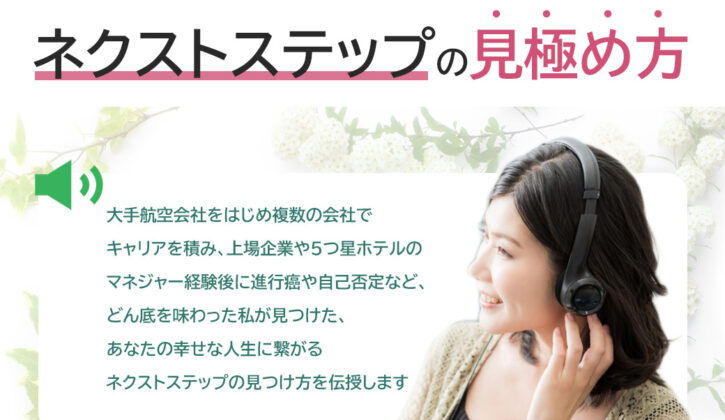 ネクストステップの見極め方
大手航空会社をはじめ複数の会社で
キャリアを積み、上場企業や5つ星ホテルの
マネジャー経験後に進行癌や自己否定など、
どん底を味わった私が見つけた、
あなたの幸せな人生に繋がる
ネクストステップの見つけ方を伝授します